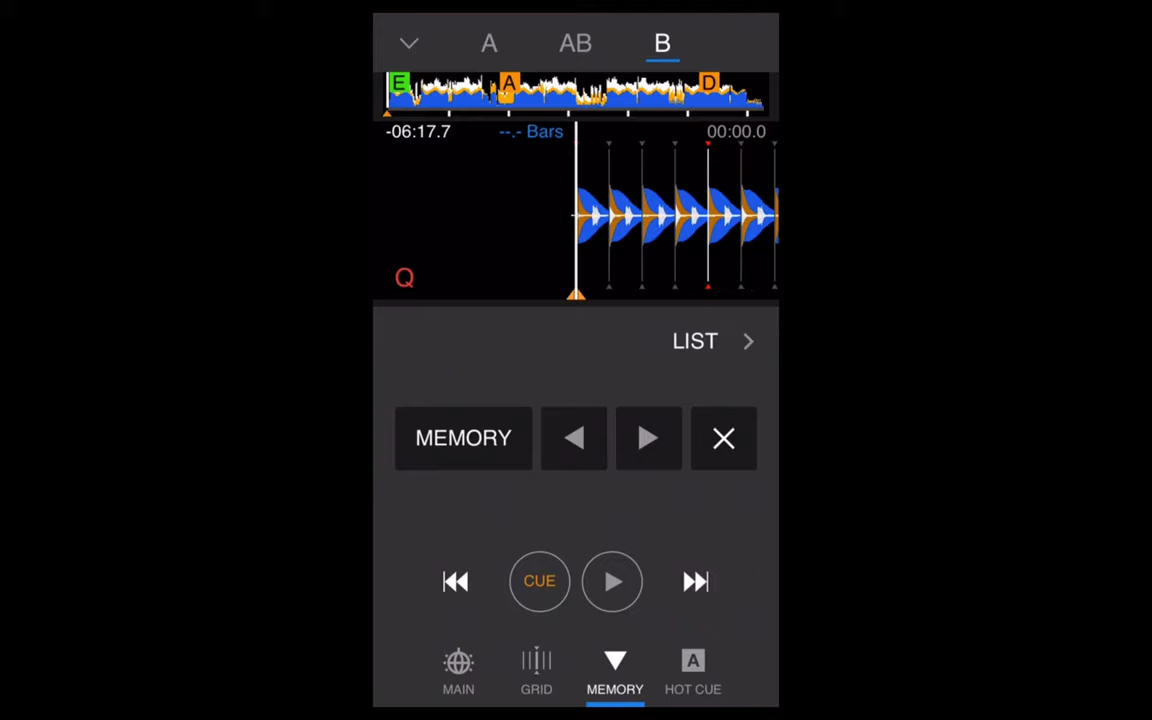 A AB B
E A D
-06:17.7 --.- Bars 00:00.0
Q
LIST
MEMORY
CUE
A
MAIN GRID MEMORY HOT CUE